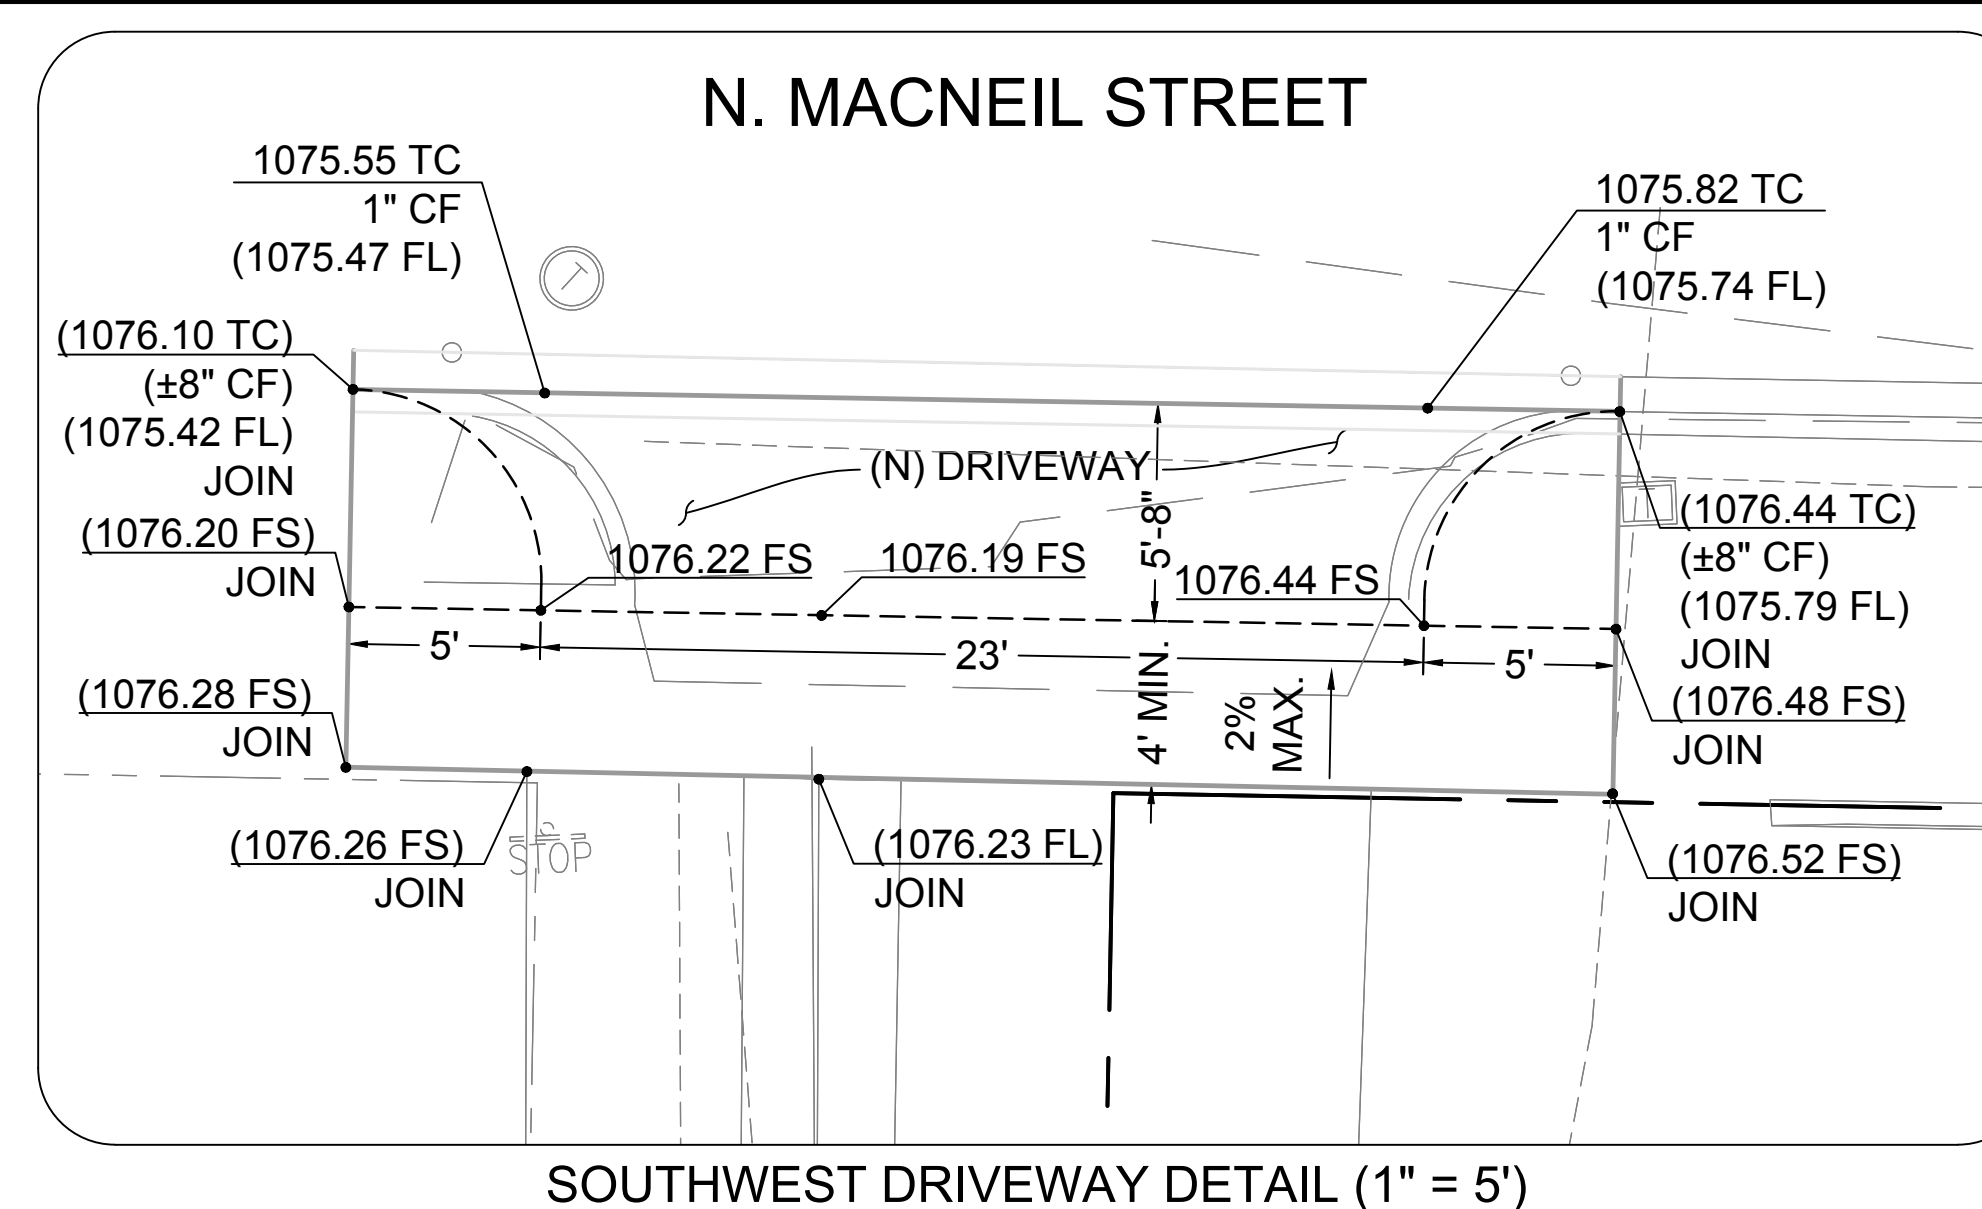 N. MACNEIL STREET
1075.55 TC
1" CF
(1075.47 FL)
1075.82 TC
1" CF
(1075.74 FL)
(1076.10 TC)
(±8" CF)
(1075.42 FL)
JOIN
(N) DRIVEWAY
5'-8"
(1076.20 FS)
JOIN
1076.22 FS
1076.19 FS
1076.44 FS
(1076.44 TC)
(±8" CF)
(1075.79 FL)
JOIN
5'
23'
5'
4' MIN.
2%
MAX.
(1076.28 FS)
JOIN
(1076.48 FS)
JOIN
(1076.26 FS)
JOIN
STOP
(1076.23 FL)
JOIN
(1076.52 FS)
JOIN
SOUTHWEST DRIVEWAY DETAIL (1" = 5')